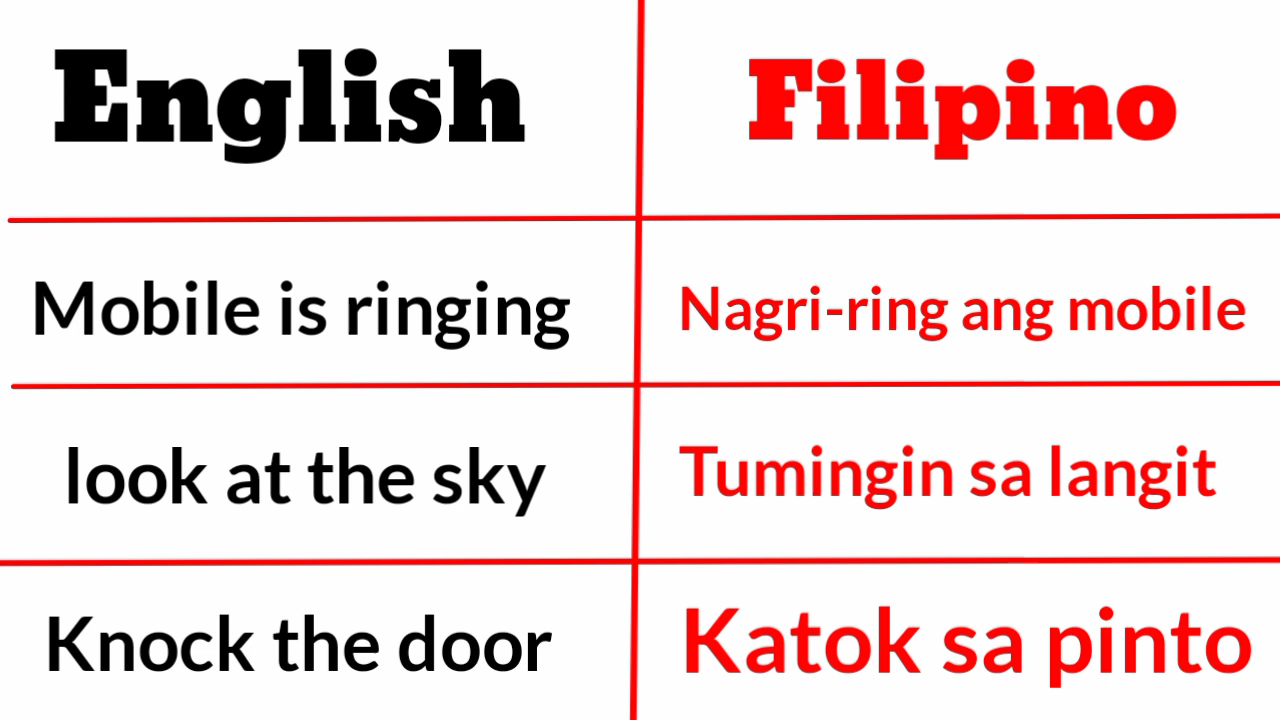 English
Filipino
Mobile is ringing
Nagri-ring ang mobile
look at the sky
Tumingin sa langit
Knock the door
Katok sa pinto